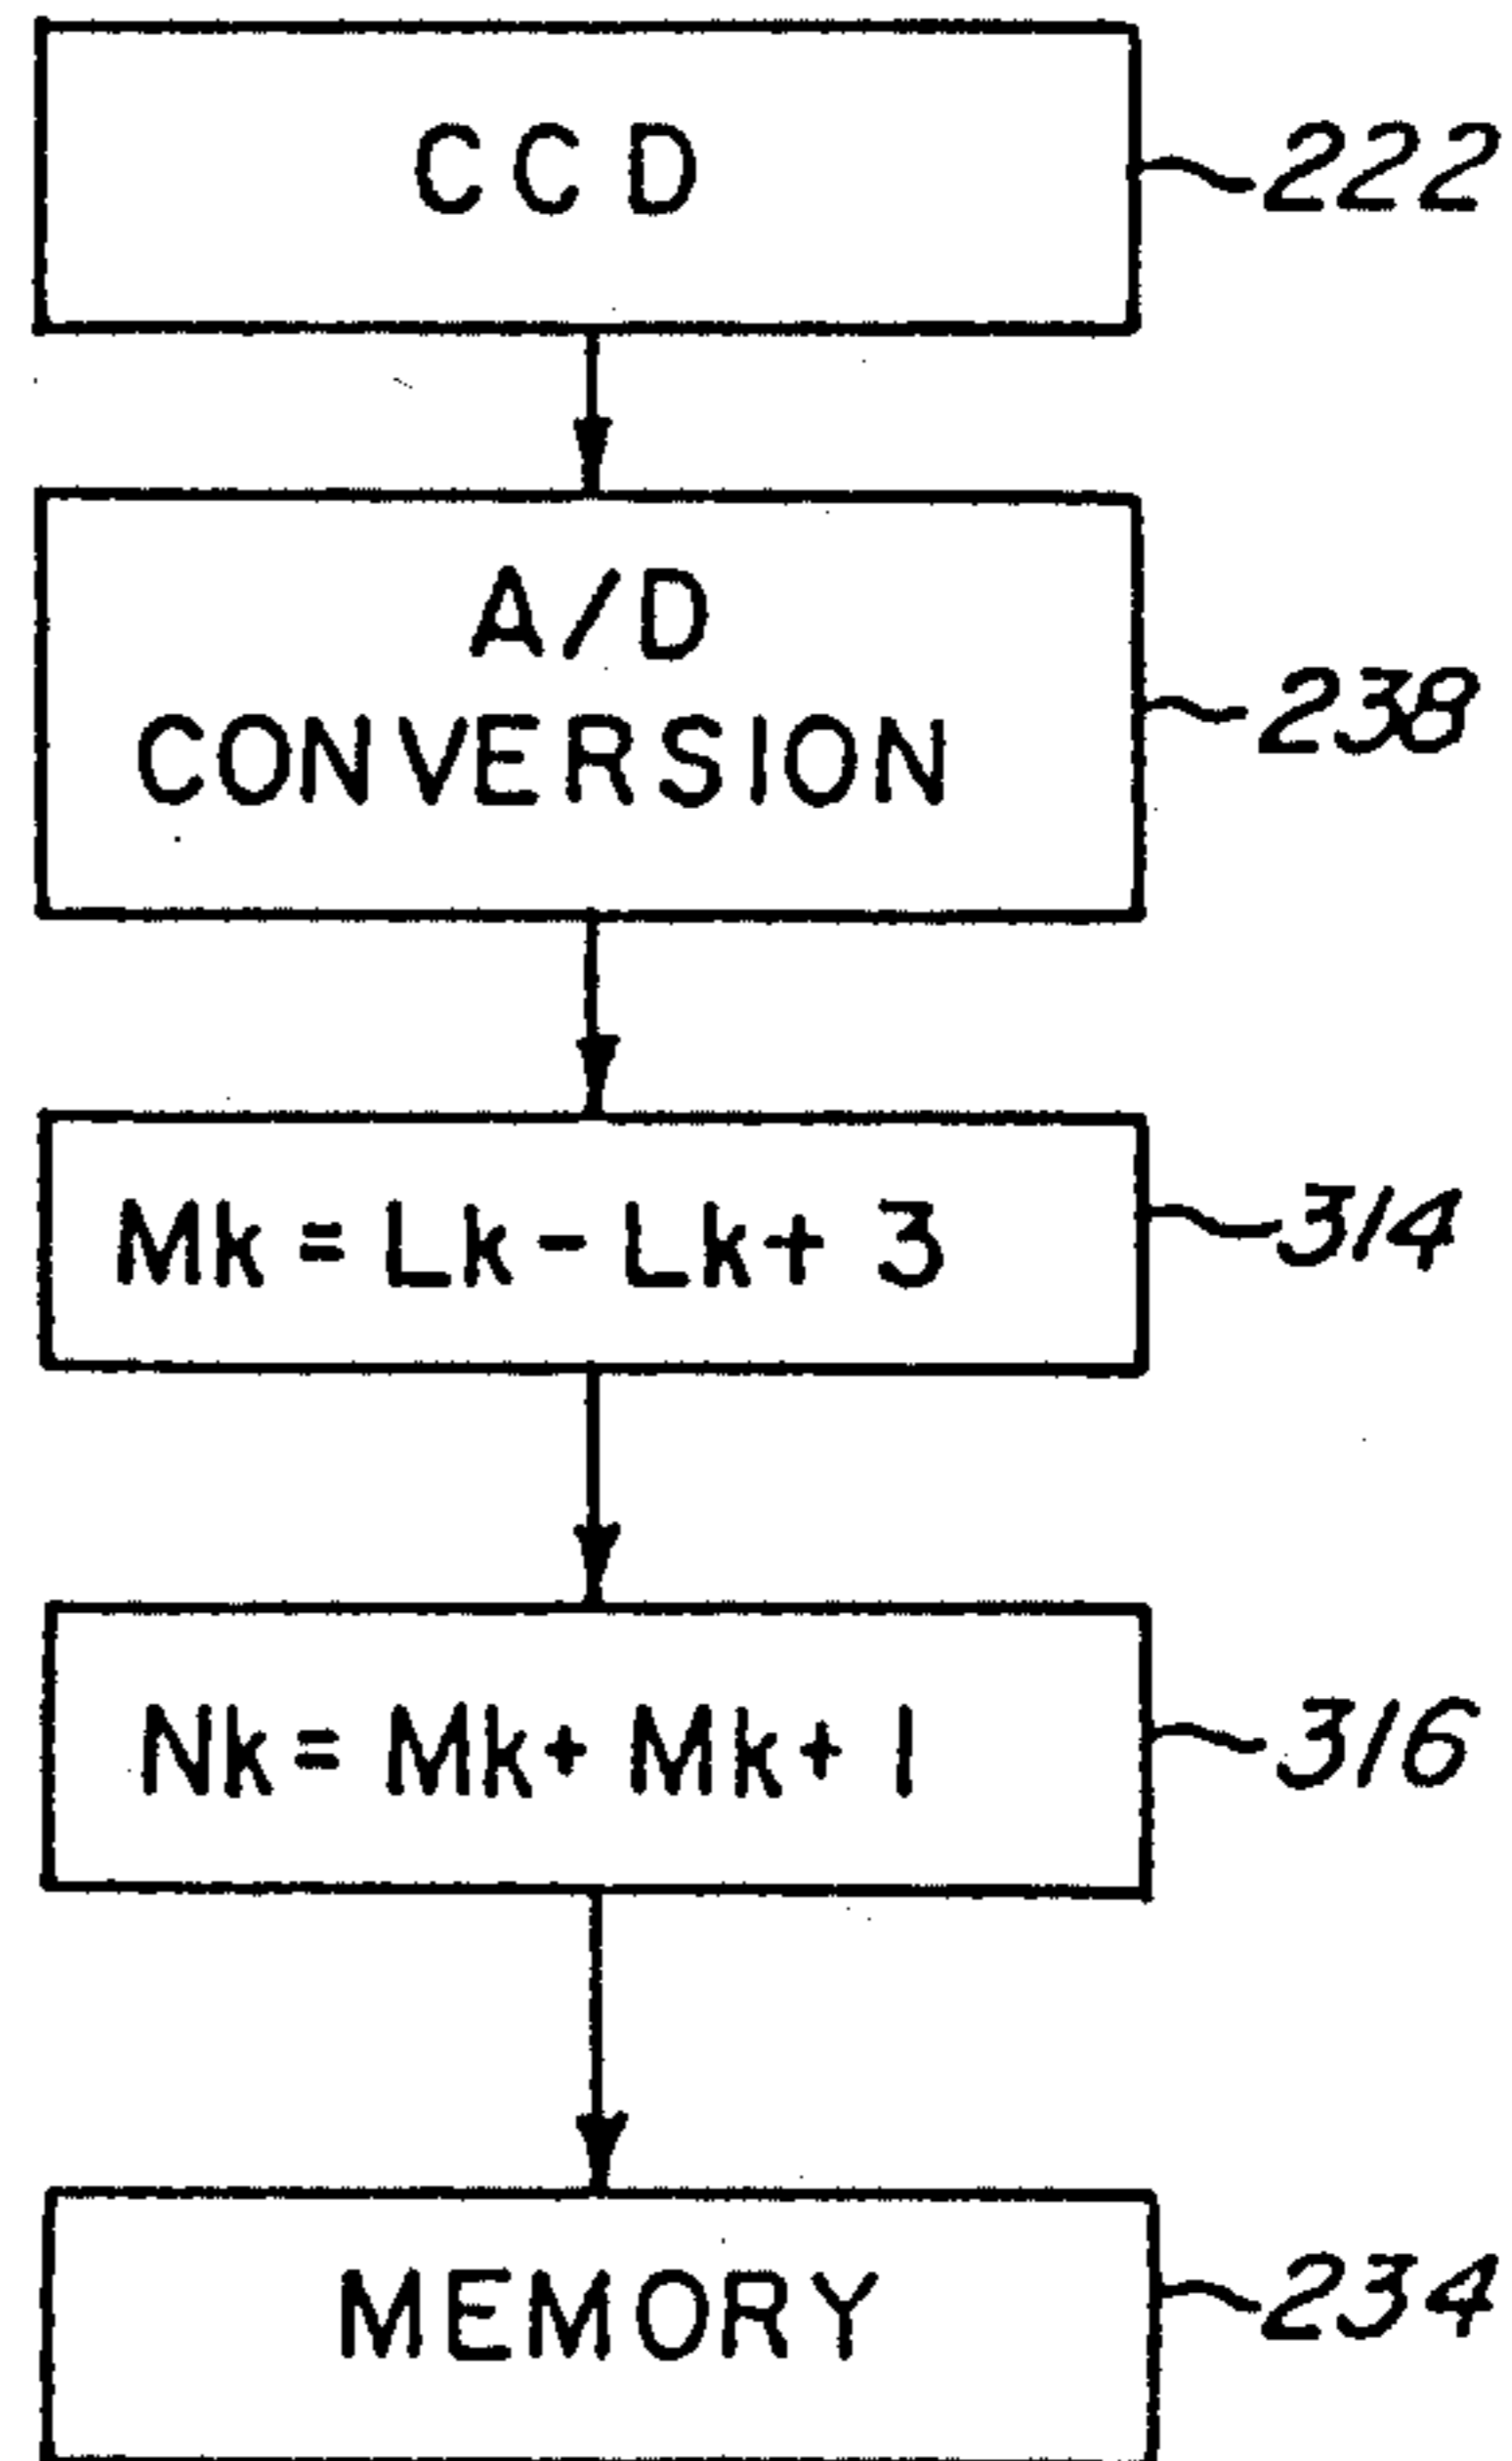 CCD
222
A/D
CONVERSION
238
Mk = Lk - Lk + 3
314
Nk = Mk + Mk + 1
316
MEMORY
234